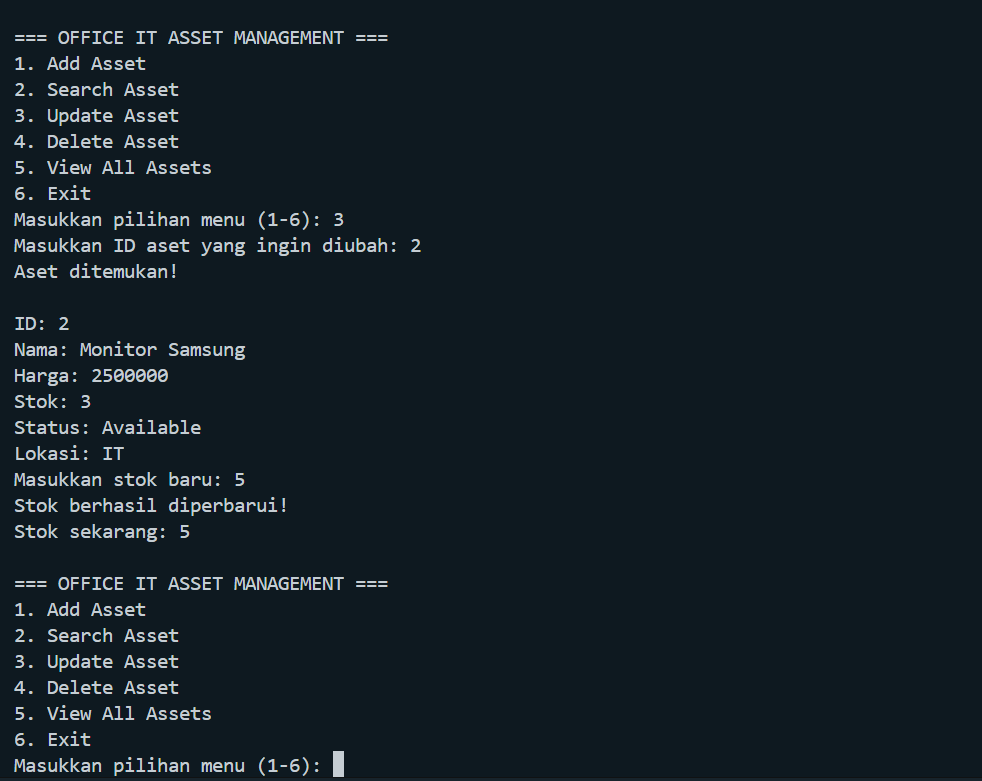 === OFFICE IT ASSET MANAGEMENT ===
1. Add Asset
2. Search Asset
3. Update Asset
4. Delete Asset
5. View All Assets
6. Exit
Masukkan pilihan menu (1-6): 3
Masukkan ID aset yang ingin diubah: 2
Aset ditemukan!

ID: 2
Nama: Monitor Samsung
Harga: 2500000
Stok: 3
Status: Available
Lokasi: IT
Masukkan stok baru: 5
Stok berhasil diperbarui!
Stok sekarang: 5

=== OFFICE IT ASSET MANAGEMENT ===
1. Add Asset
2. Search Asset
3. Update Asset
4. Delete Asset
5. View All Assets
6. Exit
Masukkan pilihan menu (1-6):